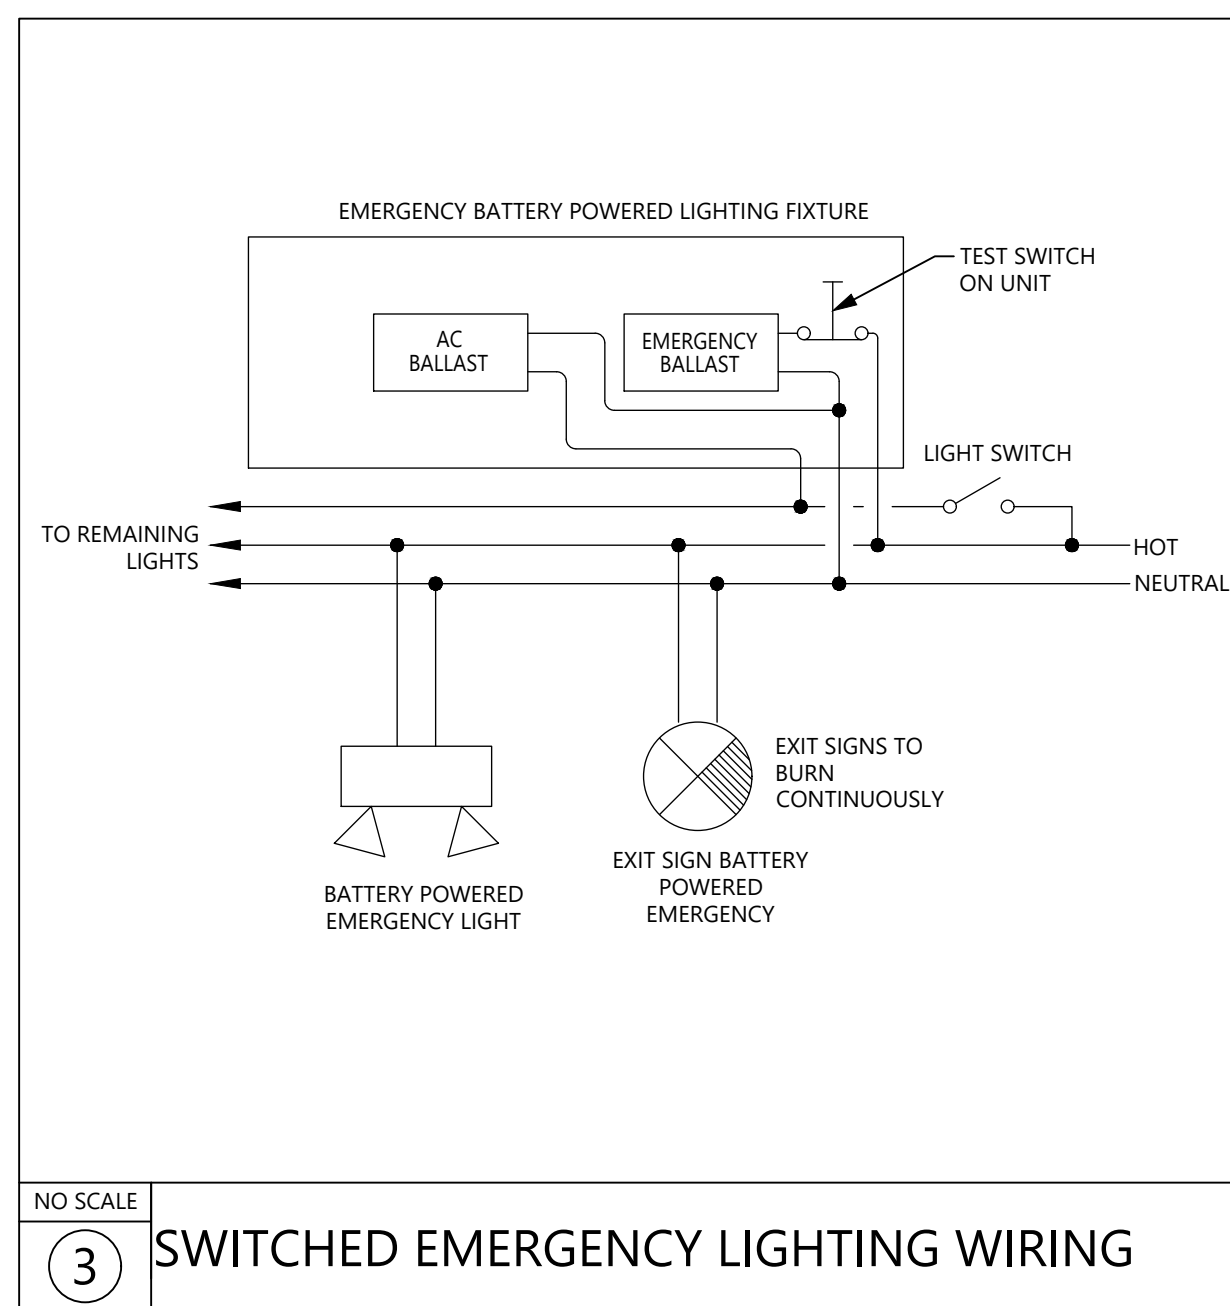 EMERGENCY BATTERY POWERED LIGHTING FIXTURE
TEST SWITCH
ON UNIT
AC
BALLAST
EMERGENCY
BALLAST
LIGHT SWITCH
TO REMAINING
LIGHTS
HOT
NEUTRAL
EXIT SIGNS TO
BURN
CONTINUOUSLY
BATTERY POWERED
EMERGENCY LIGHT
EXIT SIGN BATTERY
POWERED
EMERGENCY
NO SCALE
3
SWITCHED EMERGENCY LIGHTING WIRING